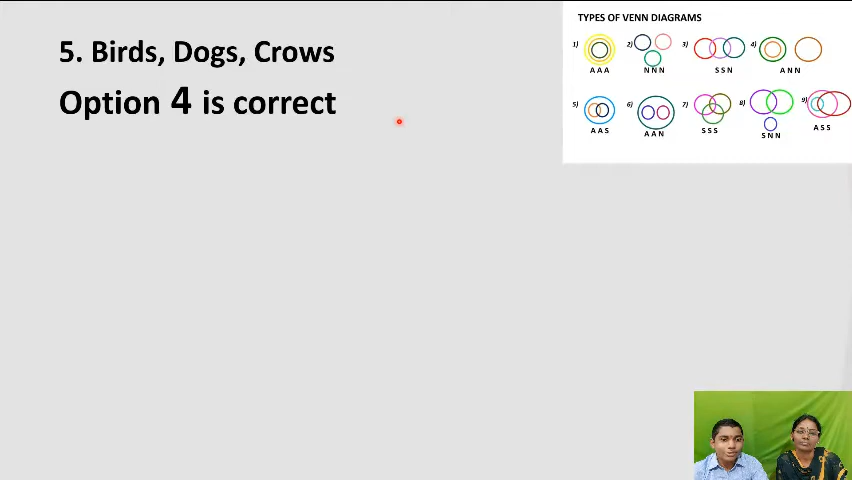 5. Birds, Dogs, Crows
Option 4 is correct
TYPES OF VENN DIAGRAMS
1) 2) 3) 4)
A A A N N N S S N A N N
5) 6) 7) 8) 9)
A A S A A N S S S S N N A S S